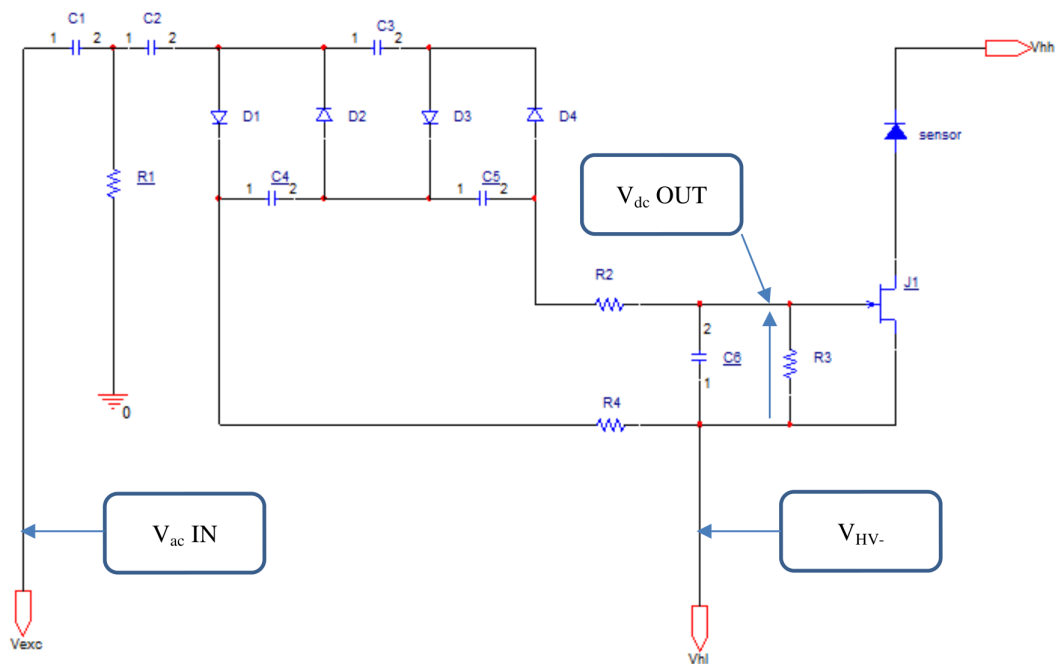 C1
C2
C3
1
2
1
2
1
2
Vhh
D1
D2
D3
D4
sensor
R1
C4
C5
1
2
1
2
Vdc OUT
R2
J1
2
C6
1
R3
0
R4
Vac IN
VHV-
Vexc
Vhl